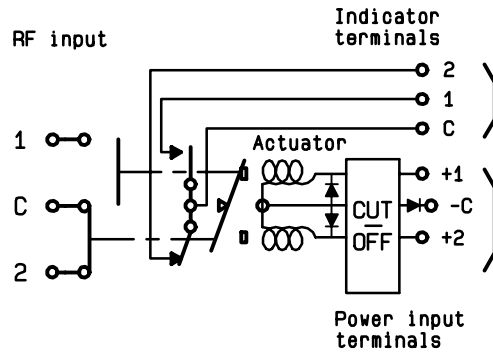 Indicator
terminals
RF input
2
1
C
1
Actuator
+1
C
CUT
OFF
-C
+2
2
Power input
terminals